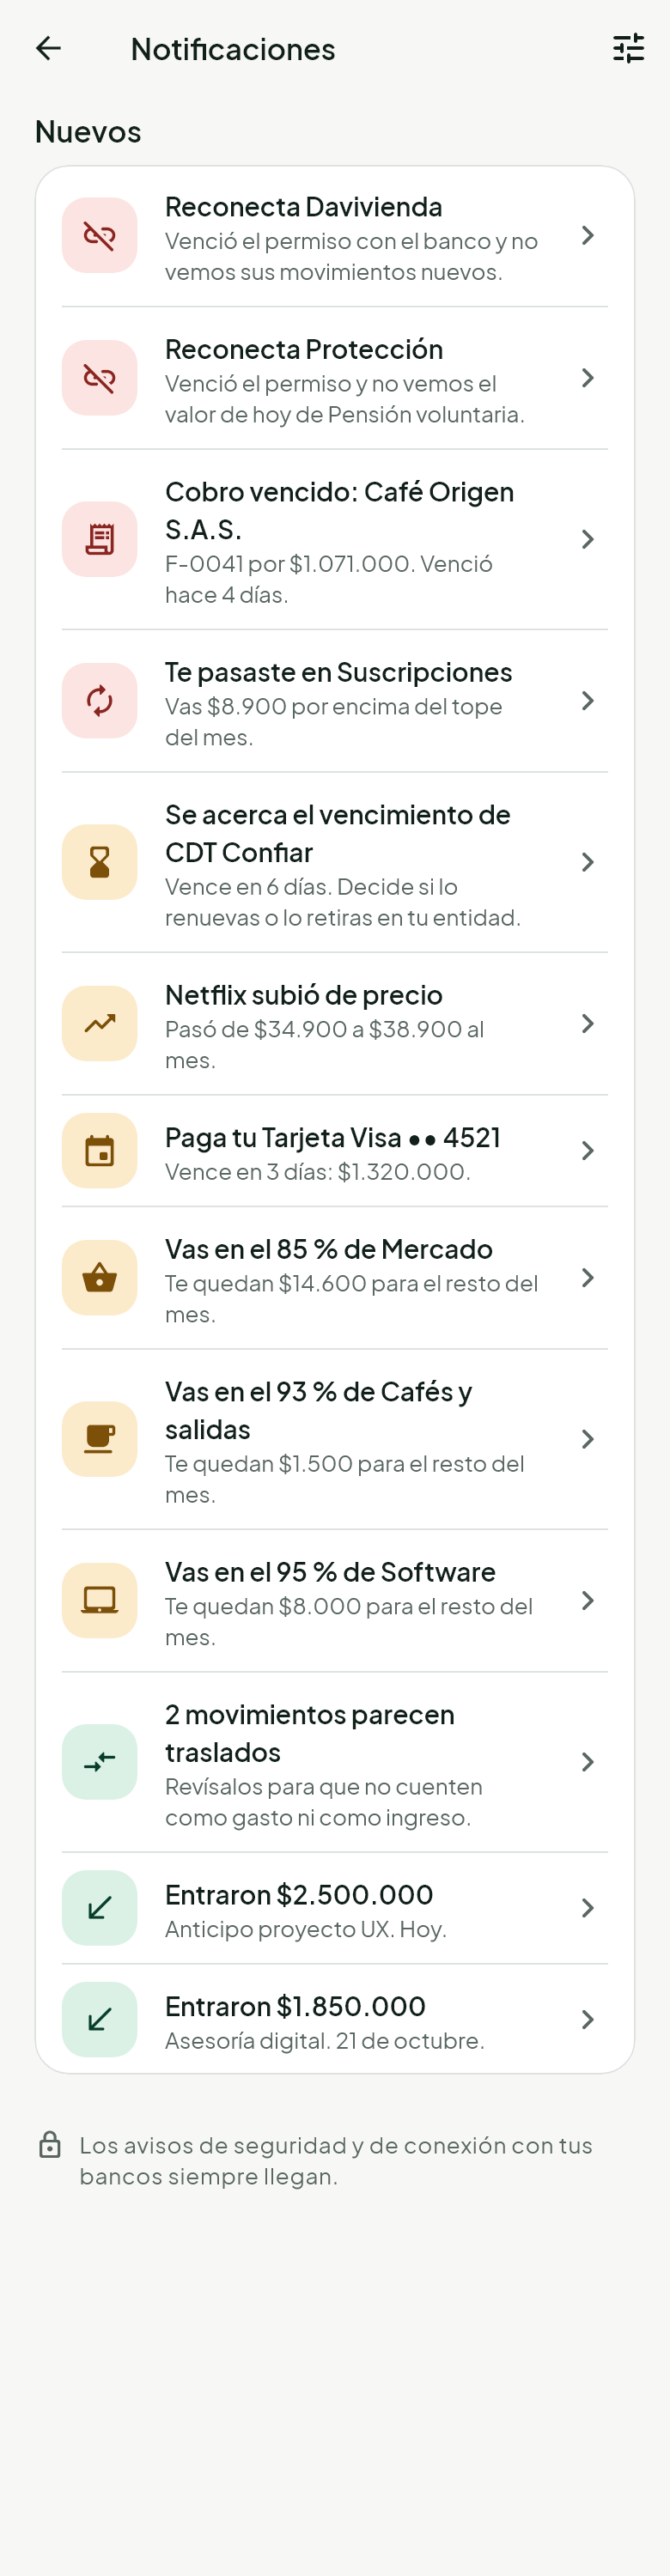 Notificaciones
Nuevos
Reconecta Davivienda
Venció el permiso con el banco y no
vemos sus movimientos nuevos.
Reconecta Protección
Venció el permiso y no vemos el
valor de hoy de Pensión voluntaria.
Cobro vencido: Café Origen
S.A.S.
F-0041 por $1.071.000. Venció
hace 4 días.
Te pasaste en Suscripciones
Vas $8.900 por encima del tope
del mes.
Se acerca el vencimiento de
CDT Confiar
Vence en 6 días. Decide si lo
renuevas o lo retiras en tu entidad.
Netflix subió de precio
Pasó de $34.900 a $38.900 al
mes.
Paga tu Tarjeta Visa •• 4521
Vence en 3 días: $1.320.000.
Vas en el 85 % de Mercado
Te quedan $14.600 para el resto del
mes.
Vas en el 93 % de Cafés y
salidas
Te quedan $1.500 para el resto del
mes.
Vas en el 95 % de Software
Te quedan $8.000 para el resto del
mes.
2 movimientos parecen
traslados
Revísalos para que no cuenten
como gasto ni como ingreso.
Entraron $2.500.000
Anticipo proyecto UX. Hoy.
Entraron $1.850.000
Asesoría digital. 21 de octubre.
Los avisos de seguridad y de conexión con tus
bancos siempre llegan.